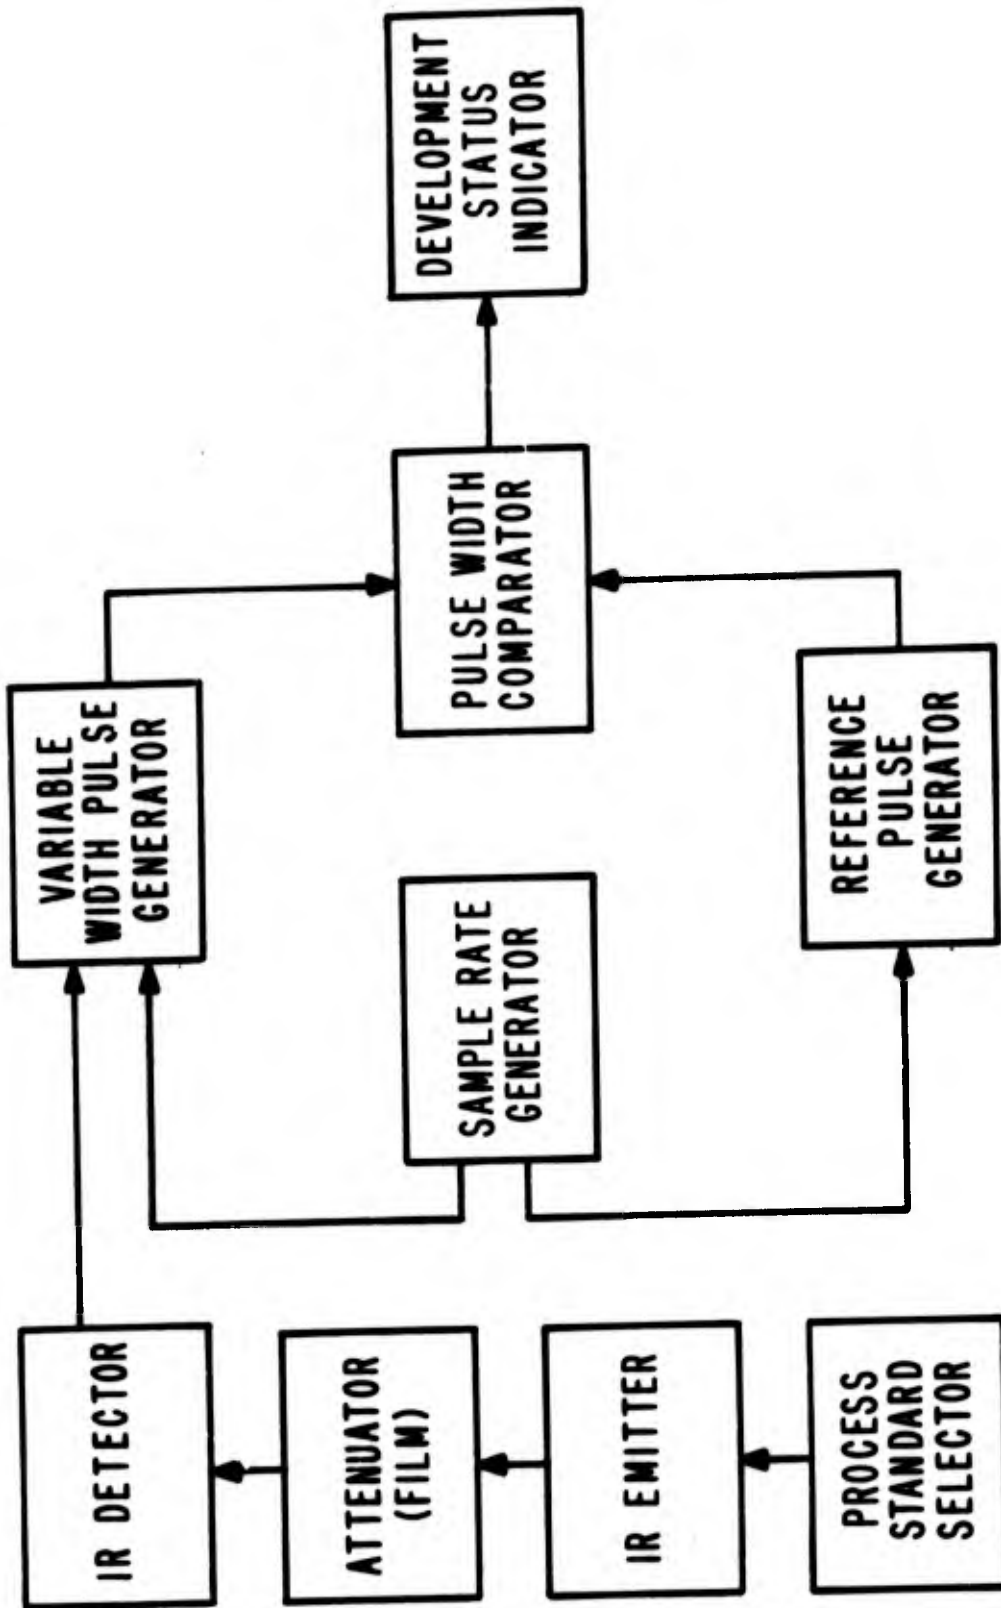 IR DETECTOR
ATTENUATOR
(FILM)
IR EMITTER
PROCESS
STANDARD
SELECTOR
VARIABLE
WIDTH PULSE
GENERATOR
SAMPLE RATE
GENERATOR
REFERENCE
PULSE
GENERATOR
PULSE WIDTH
COMPARATOR
DEVELOPMENT
STATUS
INDICATOR